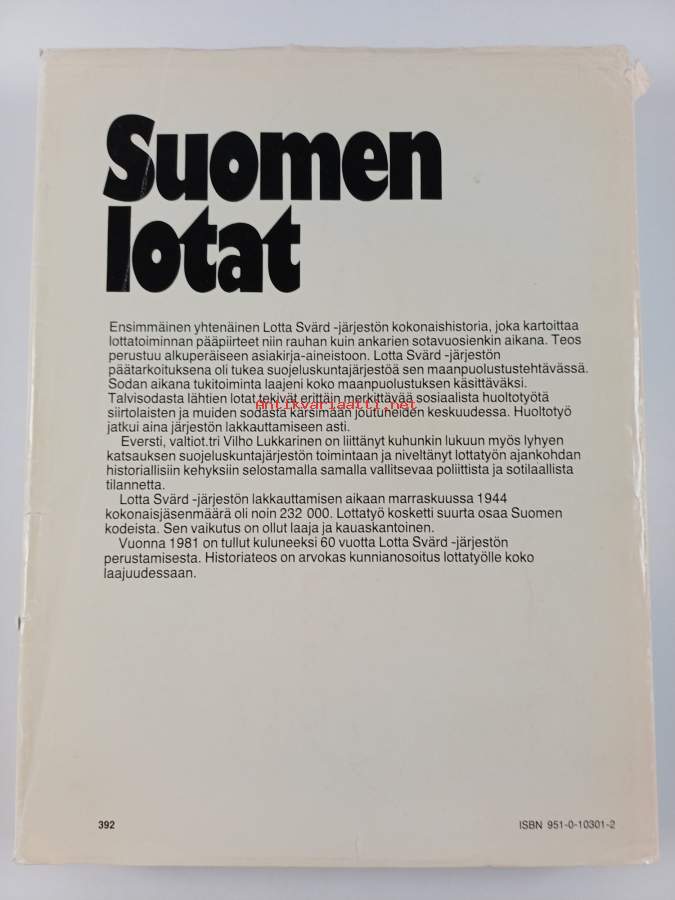 Suomen
lotat
Ensimmäinen yhtenäinen Lotta Svärd -järjestön kokonaishistoria, joka kartoittaa
lottatoiminnan pääpiirteet niin rauhan kuin ankarien sotavuosienkin aikana. Teos
perustuu alkuperäiseen asiakirja-aineistoon. Lotta Svärd -järjestön
päätarkoituksena oli tukea suojeluskuntajärjestöä sen maanpuolustustehtävässä.
Sodan aikana tukitoiminta laajeni koko maanpuolustuksen käsittäväksi.
Talvisodasta lähtien lotat tekivät erittäin merkittävää sosiaalista huoltotyötä
Antikvariaatti.net
siirtolaisten ja muiden sodasta kärsimään joutuneiden keskuudessa. Huoltotyö
jatkui aina järjestön lakkauttamiseen asti.
Eversti, valtiot.tri Vilho Lukkarinen on liittänyt kuhunkin lukuun myös lyhyen
katsauksen suojeluskuntajärjestön toimintaan ja niveltänyt lottatyön ajankohdan
historiallisiin kehyksiin selostamalla samalla vallitsevaa poliittista ja sotilaallista
tilannetta.
Lotta Svärd -järjestön lakkauttamisen aikaan marraskuussa 1944
kokonaisjäsenmäärä oli noin 232 000. Lottatyö kosketti suurta osaa Suomen
kodeista. Sen vaikutus on ollut laaja ja kauaskantoinen.
Vuonna 1981 on tullut kuluneeksi 60 vuotta Lotta Svärd -järjestön
perustamisesta. Historiateos on arvokas kunnianosoitus lottatyölle koko
laajuudessaan.
392
ISBN 951-0-10301-2